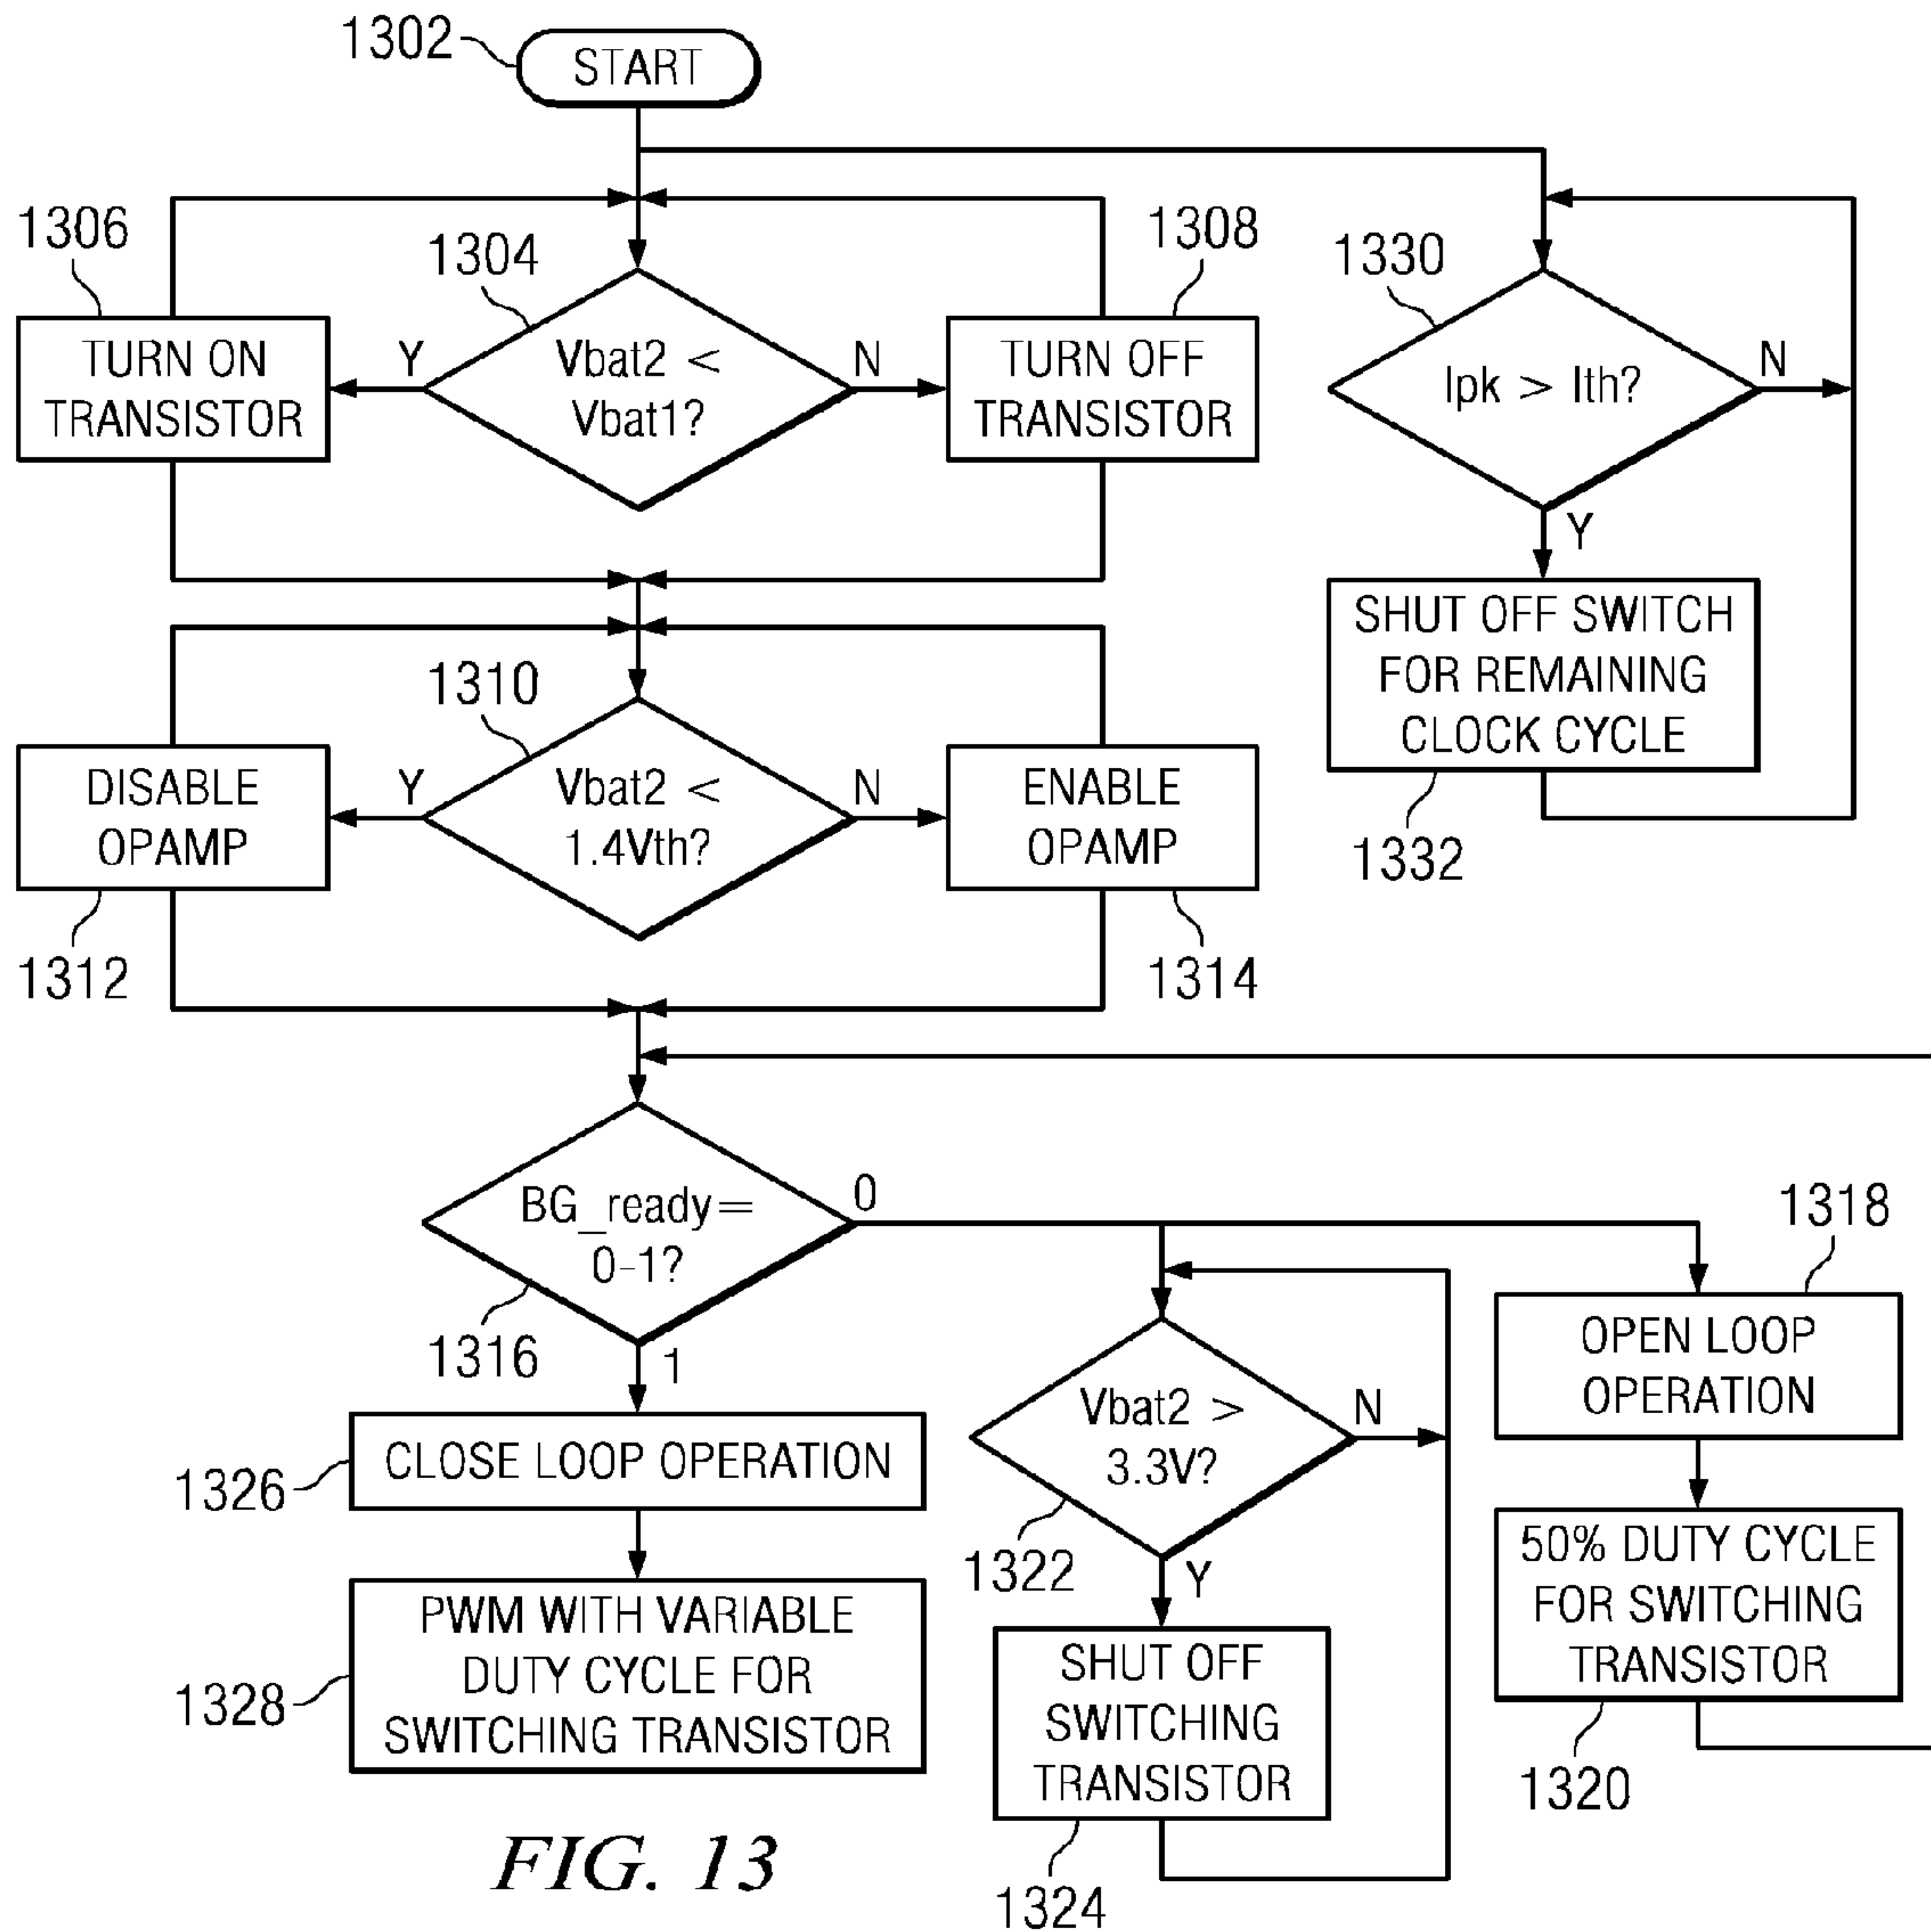 1302
START
1306
1304
1308
1330
TURN ON
TRANSISTOR
Y
Vbat2 <
Vbat1?
N
TURN OFF
TRANSISTOR
Ipk > Ith?
N
Y
SHUT OFF SWITCH
FOR REMAINING
CLOCK CYCLE
1332
1310
DISABLE
OPAMP
Y
Vbat2 <
1.4Vth?
N
ENABLE
OPAMP
1312
1314
BG_ready=
0-1?
0
1316
1
1318
OPEN LOOP
OPERATION
Vbat2 >
3.3V?
N
1322
Y
CLOSE LOOP OPERATION
1326
50% DUTY CYCLE
FOR SWITCHING
TRANSISTOR
1320
PWM WITH VARIABLE
DUTY CYCLE FOR
SWITCHING TRANSISTOR
1328
SHUT OFF
SWITCHING
TRANSISTOR
1324
FIG. 13